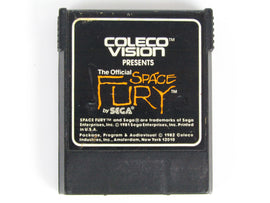 COLECO
VISION
PRESENTS
The Official
SPACE
FURY™
by SEGA®
SPACE FURY™ and Sega® are trademarks of Sega
Enterprises, Inc. © 1981 Sega Enterprises, Inc. Printed
in U.S.A.
Package, Program & Audiovisual © 1982 Coleco
Industries, Inc., Amsterdam, New York 12010